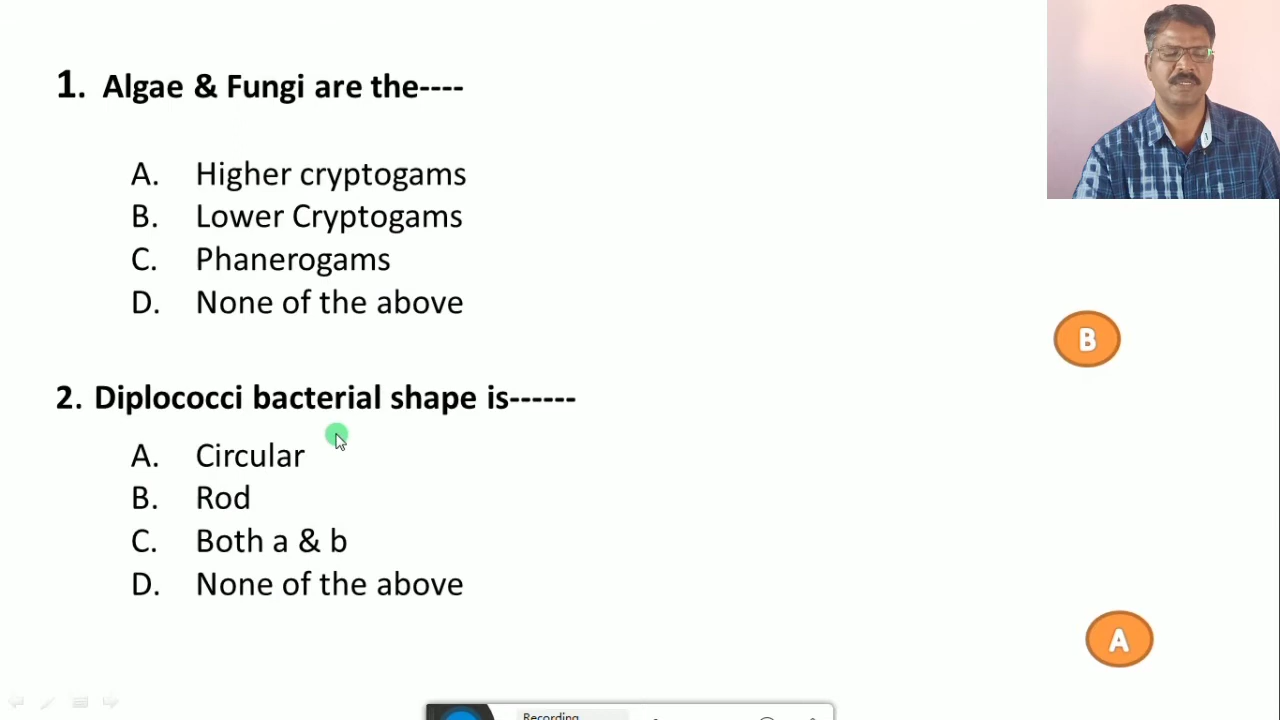 1. Algae & Fungi are the----
A. Higher cryptogams
B. Lower Cryptogams
C. Phanerogams
D. None of the above
B
2. Diplococci bacterial shape is------
A. Circular
B. Rod
C. Both a & b
D. None of the above
A
Recording